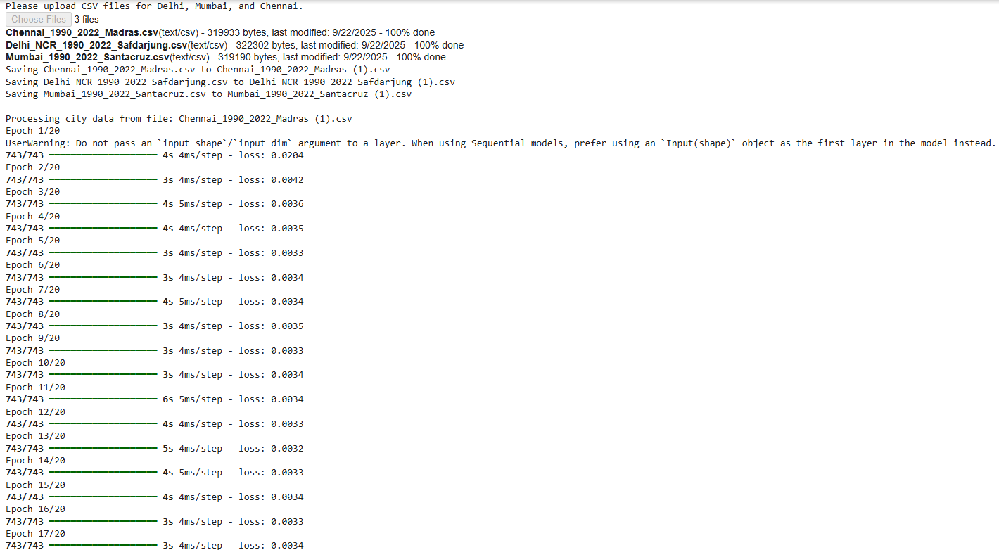 Please upload CSV files for Delhi, Mumbai, and Chennai.
Choose Files 3 files
Chennai_1990_2022_Madras.csv(text/csv) - 319933 bytes, last modified: 9/22/2025 - 100% done
Delhi_NCR_1990_2022_Safdarjung.csv(text/csv) - 322302 bytes, last modified: 9/22/2025 - 100% done
Mumbai_1990_2022_Santacruz.csv(text/csv) - 319190 bytes, last modified: 9/22/2025 - 100% done
Saving Chennai_1990_2022_Madras.csv to Chennai_1990_2022_Madras (1).csv
Saving Delhi_NCR_1990_2022_Safdarjung.csv to Delhi_NCR_1990_2022_Safdarjung (1).csv
Saving Mumbai_1990_2022_Santacruz.csv to Mumbai_1990_2022_Santacruz (1).csv
Processing city data from file: Chennai_1990_2022_Madras (1).csv
Epoch 1/20
UserWarning: Do not pass an `input_shape`/`input_dim` argument to a layer. When using Sequential models, prefer using an `Input(shape)` object as the first layer in the model instead.
743/743 4s 4ms/step - loss: 0.0204
Epoch 2/20
743/743 3s 4ms/step - loss: 0.0042
Epoch 3/20
743/743 4s 5ms/step - loss: 0.0036
Epoch 4/20
743/743 4s 4ms/step - loss: 0.0035
Epoch 5/20
743/743 3s 4ms/step - loss: 0.0033
Epoch 6/20
743/743 3s 4ms/step - loss: 0.0034
Epoch 7/20
743/743 4s 5ms/step - loss: 0.0034
Epoch 8/20
743/743 3s 4ms/step - loss: 0.0035
Epoch 9/20
743/743 3s 4ms/step - loss: 0.0033
Epoch 10/20
743/743 3s 4ms/step - loss: 0.0034
Epoch 11/20
743/743 6s 5ms/step - loss: 0.0034
Epoch 12/20
743/743 4s 4ms/step - loss: 0.0033
Epoch 13/20
743/743 5s 4ms/step - loss: 0.0032
Epoch 14/20
743/743 4s 5ms/step - loss: 0.0033
Epoch 15/20
743/743 4s 4ms/step - loss: 0.0034
Epoch 16/20
743/743 3s 4ms/step - loss: 0.0033
Epoch 17/20
743/743 3s 4ms/step - loss: 0.0034